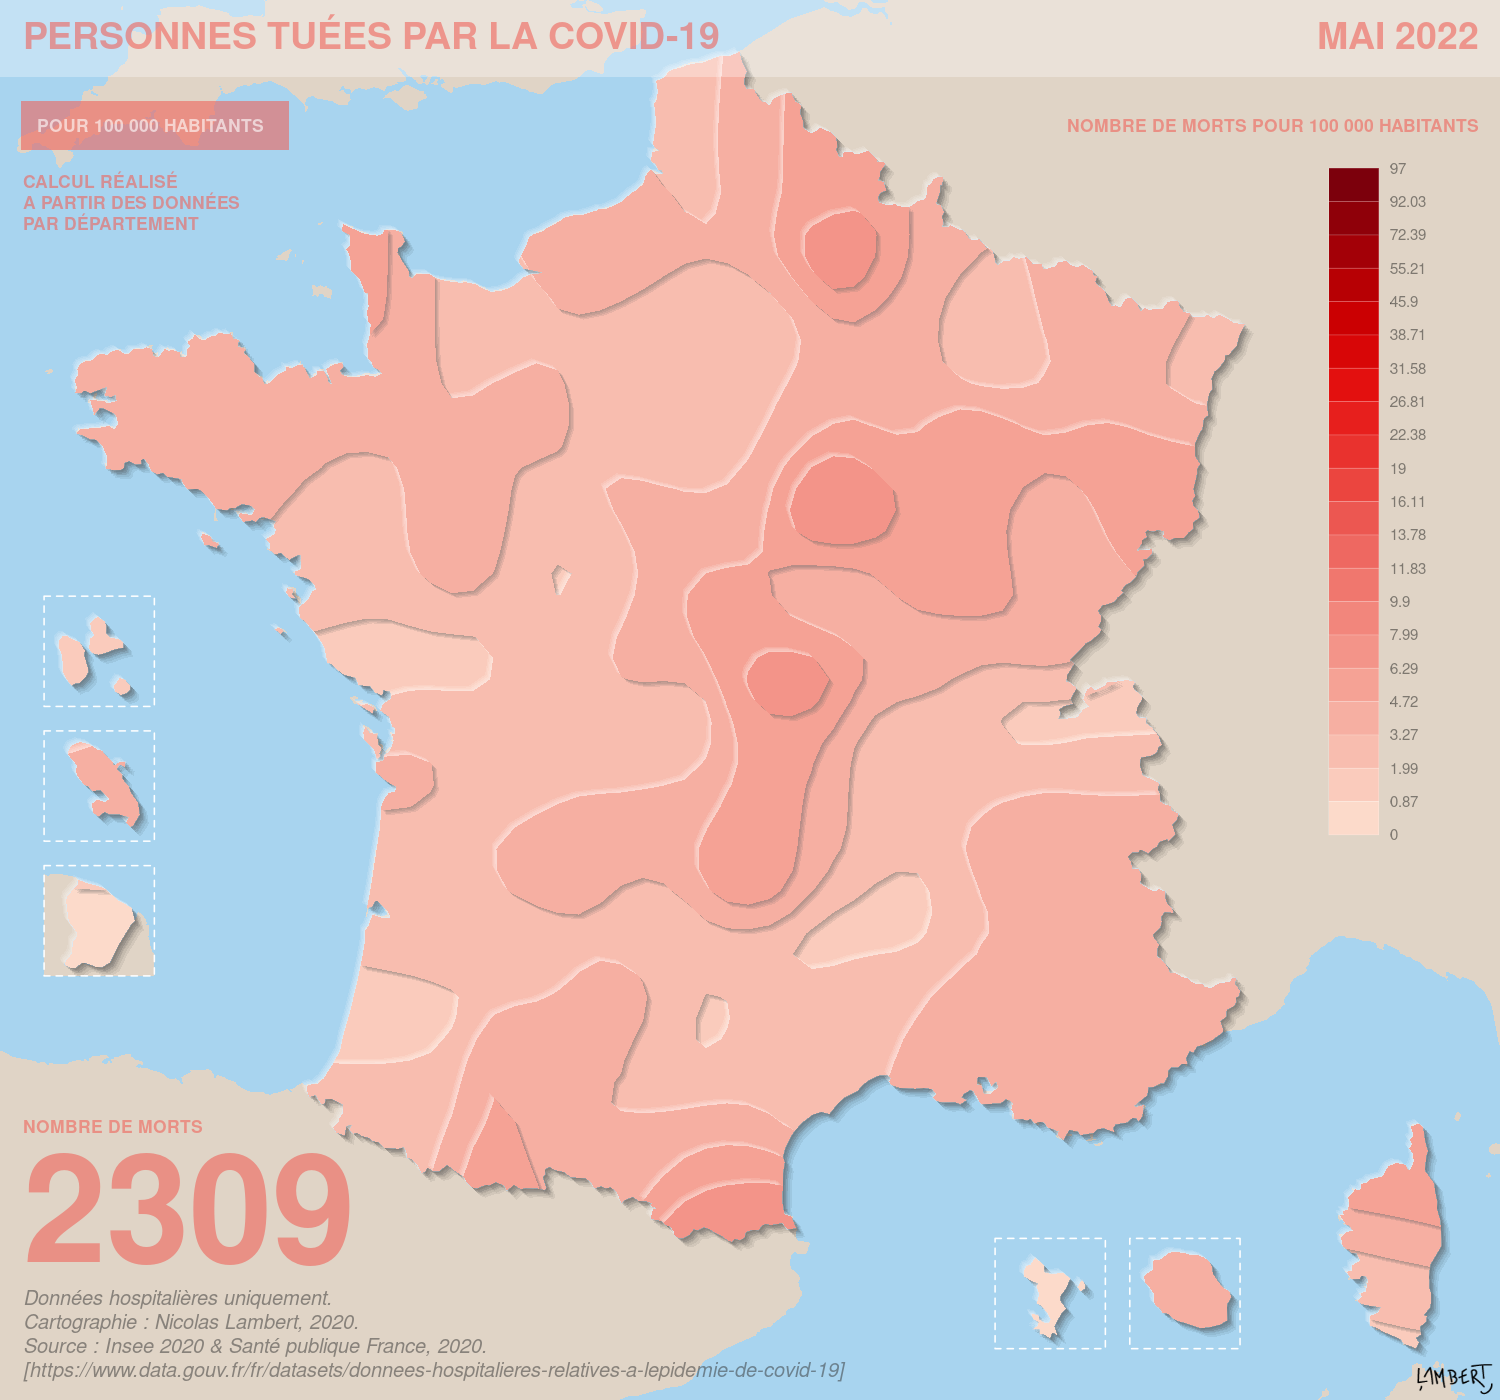 PERSONNES TUÉES PAR LA COVID-19
MAI 2022
POUR 100 000 HABITANTS
CALCUL RÉALISÉ
A PARTIR DES DONNÉES
PAR DÉPARTEMENT
NOMBRE DE MORTS POUR 100 000 HABITANTS
97
92.03
72.39
55.21
45.9
38.71
31.58
26.81
22.38
19
16.11
13.78
11.83
9.9
7.99
6.29
4.72
3.27
1.99
0.87
0
NOMBRE DE MORTS
2309
Données hospitalières uniquement.
Cartographie : Nicolas Lambert, 2020.
Source : Insee 2020 & Santé publique France, 2020.
[https://www.data.gouv.fr/fr/datasets/donnees-hospitalieres-relatives-a-lepidemie-de-covid-19]
LAMBERT